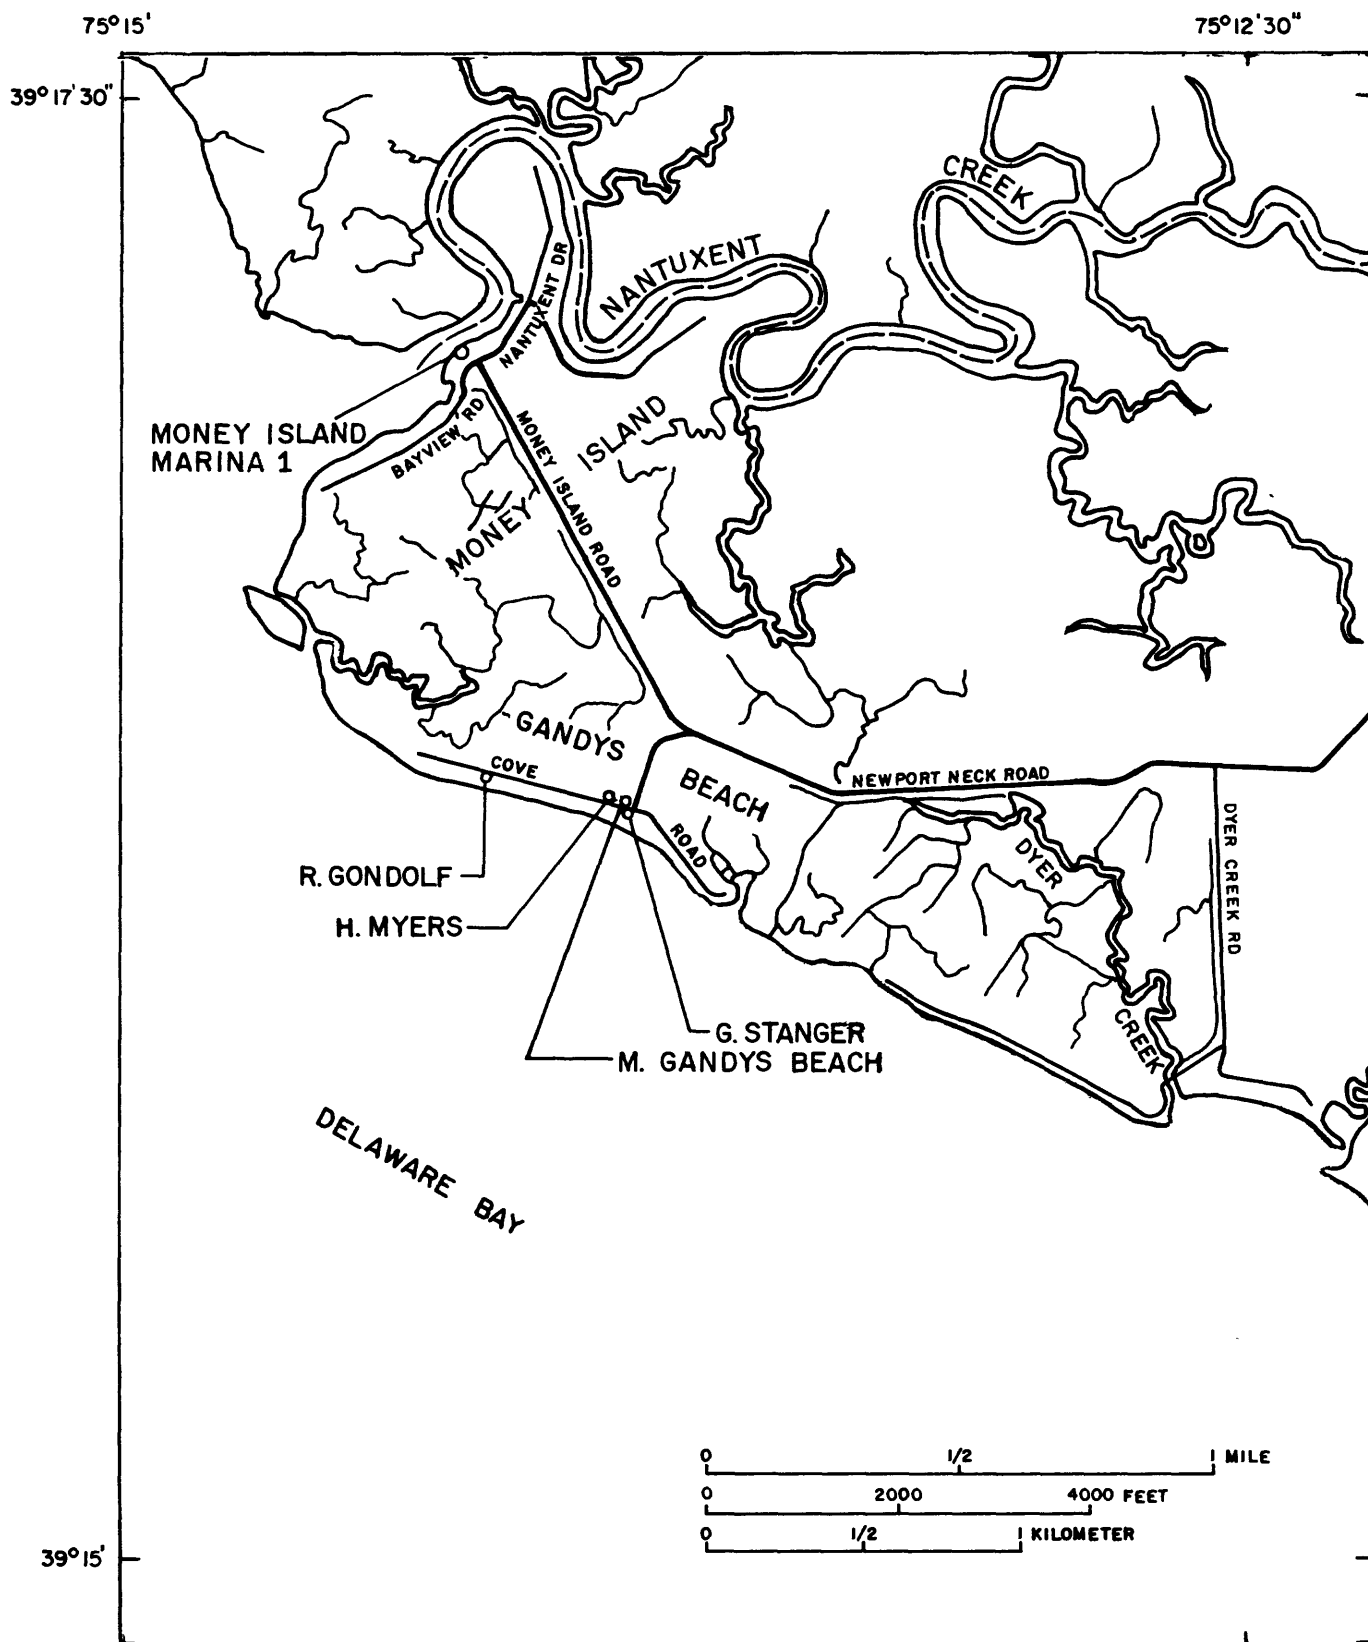 75°15'
75°12'30"
39°17'30"
CREEK
NANTUXENT
NANTUXENT DR
MONEY ISLAND
MARINA 1
BAYVIEW RD
MONEY ISLAND ROAD
ISLAND
MONEY
GANDYS
BEACH
COVE
ROAD
NEWPORT NECK ROAD
DYER
CREEK
DYER CREEK RD
R. GONDOLF
H. MYERS
G. STANGER
M. GANDYS BEACH
DELAWARE BAY
0 1/2 1 MILE
0 2000 4000 FEET
0 1/2 1 KILOMETER
39°15'